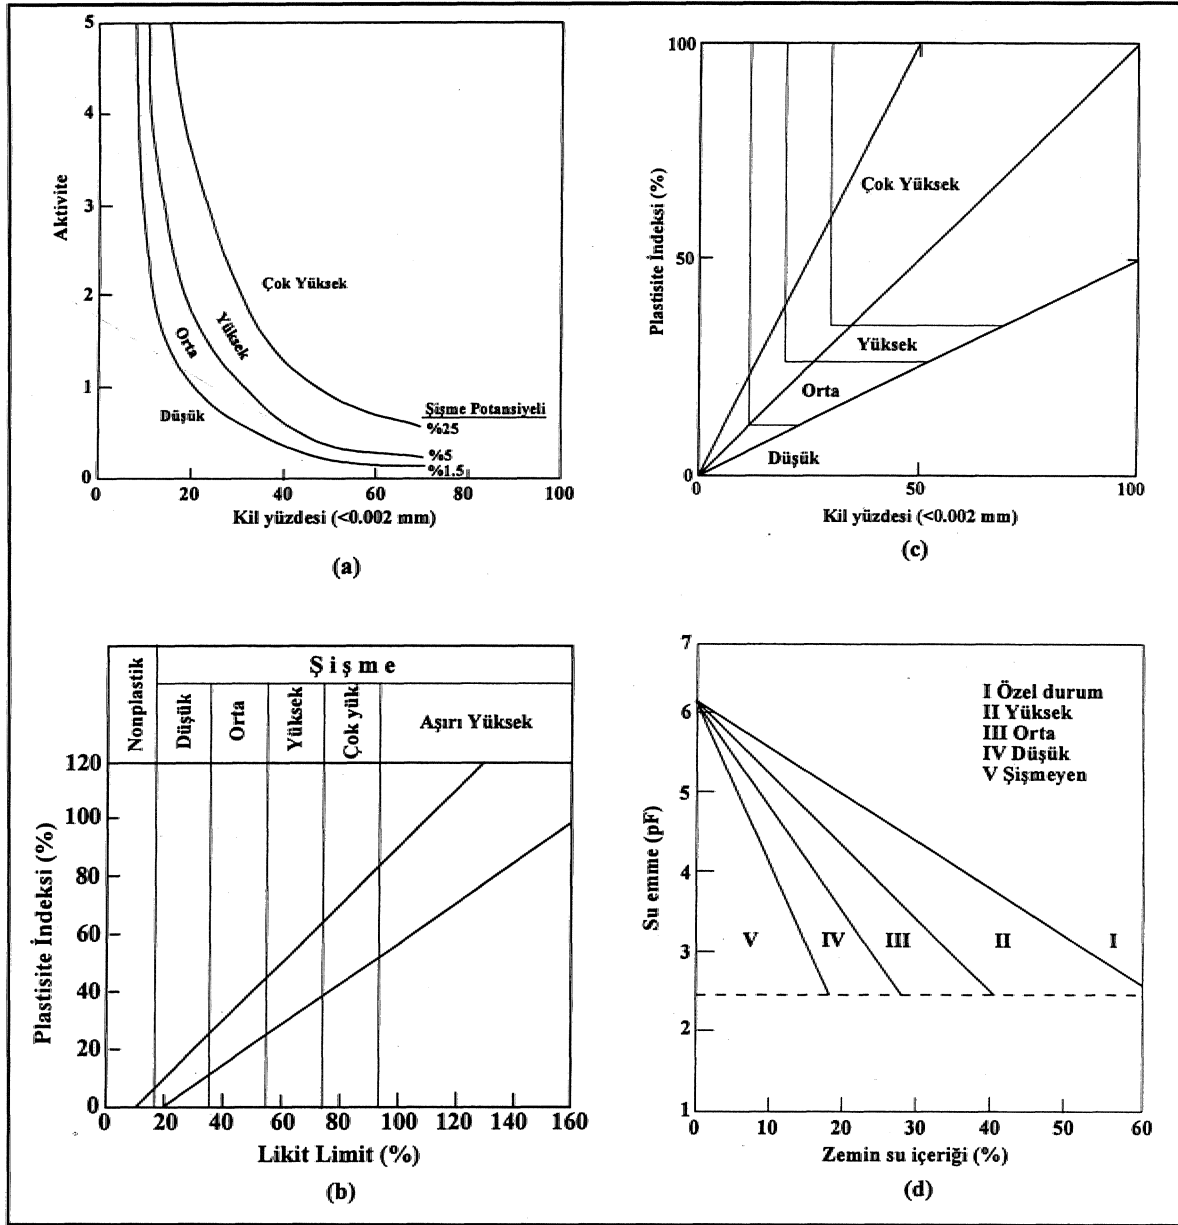 5
4
3
2
1
0
Aktivite
Çok Yüksek
Yüksek
Orta
Düşük
Şişme Potansiyeli
%25
%5
%1.5
0 20 40 60 80 100
Kil yüzdesi (<0.002 mm)
(a)
100
50
0
Plastisite İndeksi (%)
Çok Yüksek
Yüksek
Orta
Düşük
0 50 100
Kil yüzdesi (<0.002 mm)
(c)
Şişme
Nonplastik
Düşük
Orta
Yüksek
Çok yük
Aşırı Yüksek
120
100
80
60
40
20
0
Plastisite İndeksi (%)
0 20 40 60 80 100 120 140 160
Likit Limit (%)
(b)
7
6
5
4
3
2
1
Su emme (pF)
I Özel durum
II Yüksek
III Orta
IV Düşük
V Şişmeyen
V IV III II I
0 10 20 30 40 50 60
Zemin su içeriği (%)
(d)